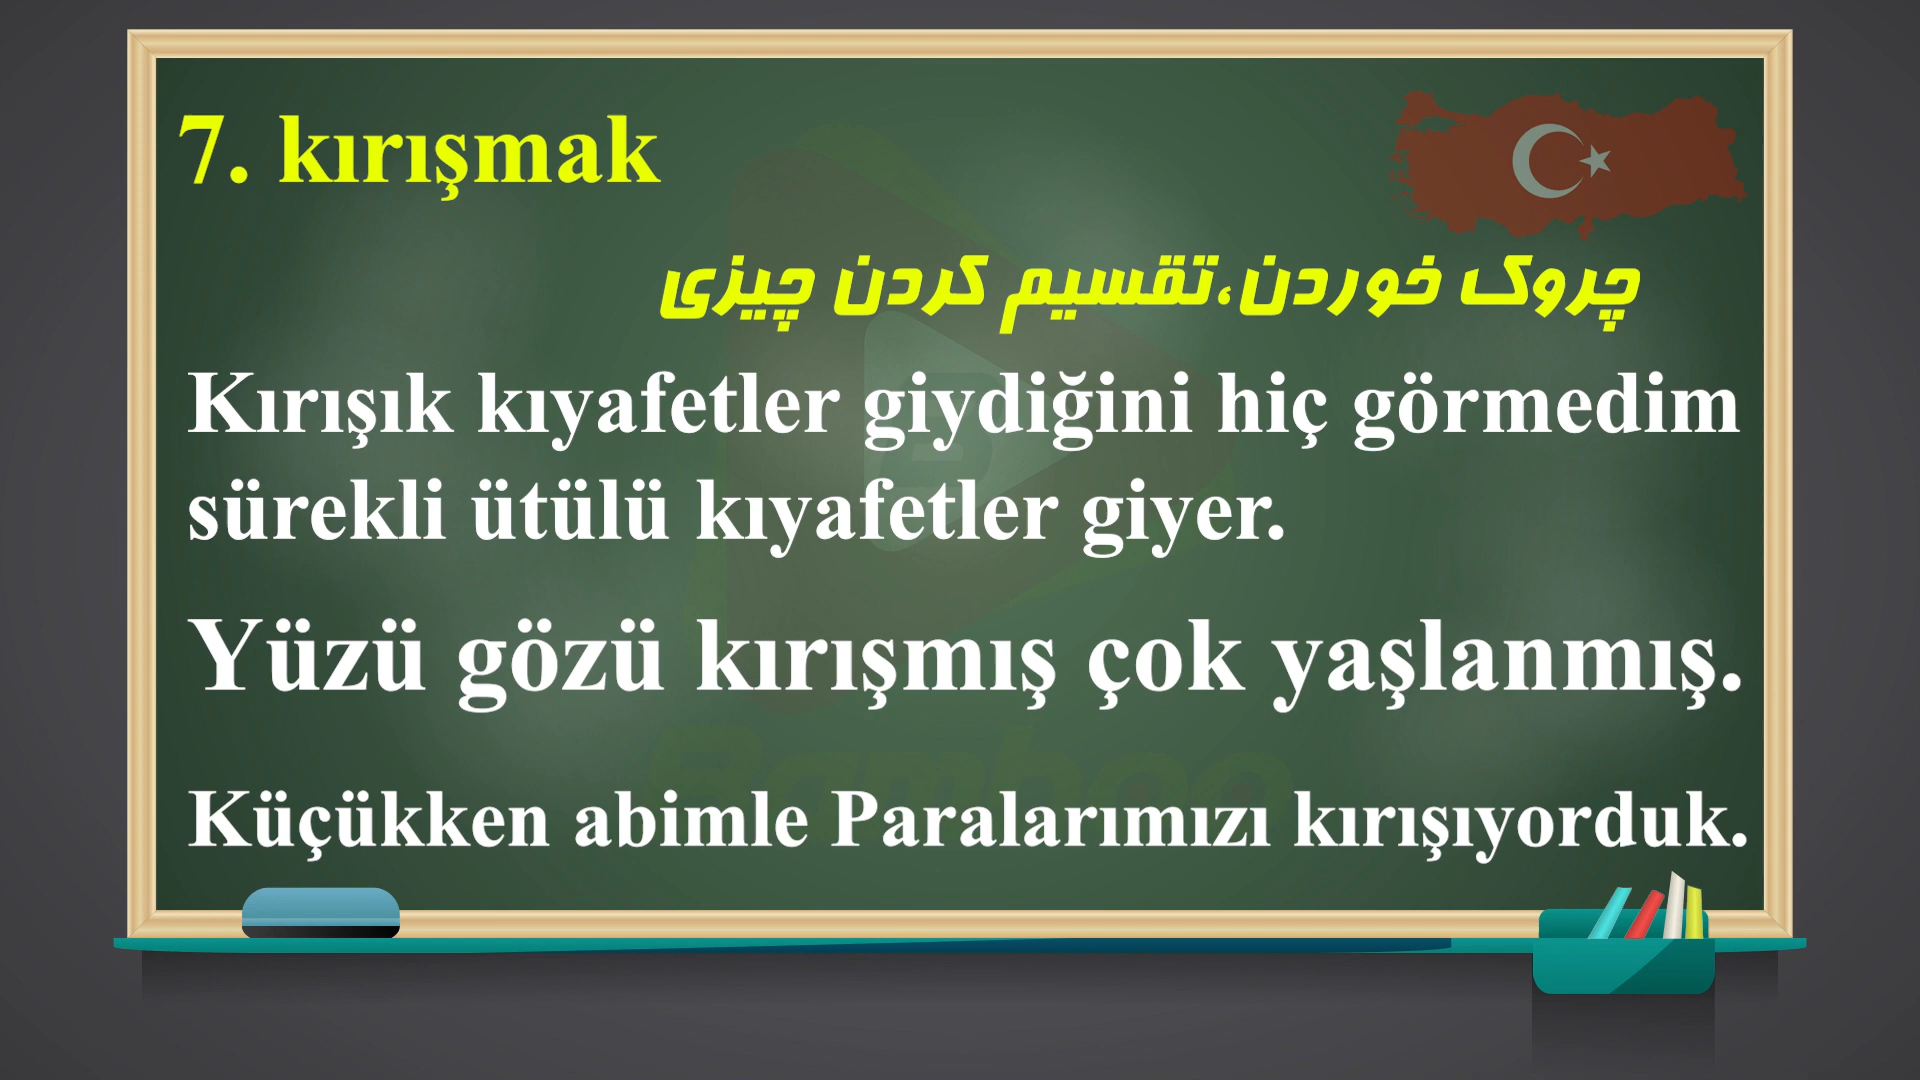 7. kırışmak
چروک خوردن،تقسیم کردن چیزی
Kırışık kıyafetler giydiğini hiç görmedim
sürekli ütülü kıyafetler giyer.
Yüzü gözü kırışmış çok yaşlanmış.
Bamboo
Küçükken abimle Paralarımızı kırışıyorduk.